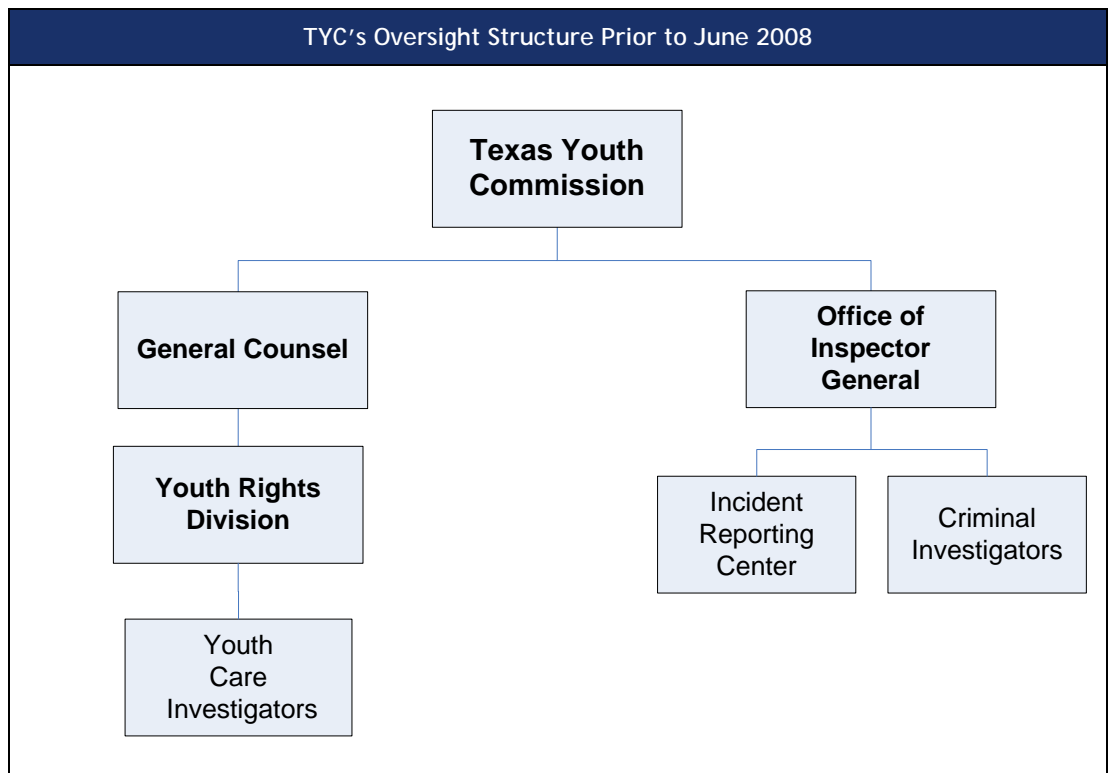 TYC's Oversight Structure Prior to June 2008
Texas Youth
Commission
General Counsel
Office of
Inspector
General
Youth Rights
Division
Incident
Reporting
Center
Criminal
Investigators
Youth
Care
Investigators